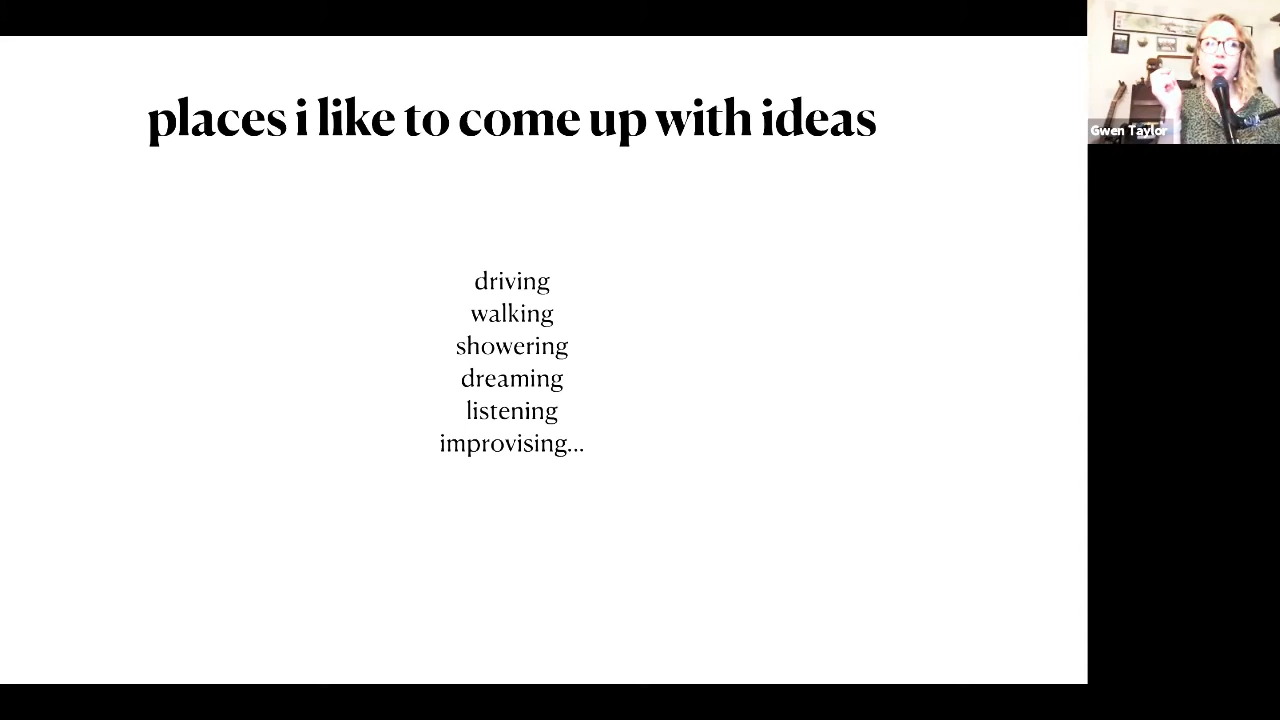 places i like to come up with ideas
driving
walking
showering
dreaming
listening
improvising...
Gwen Taylor